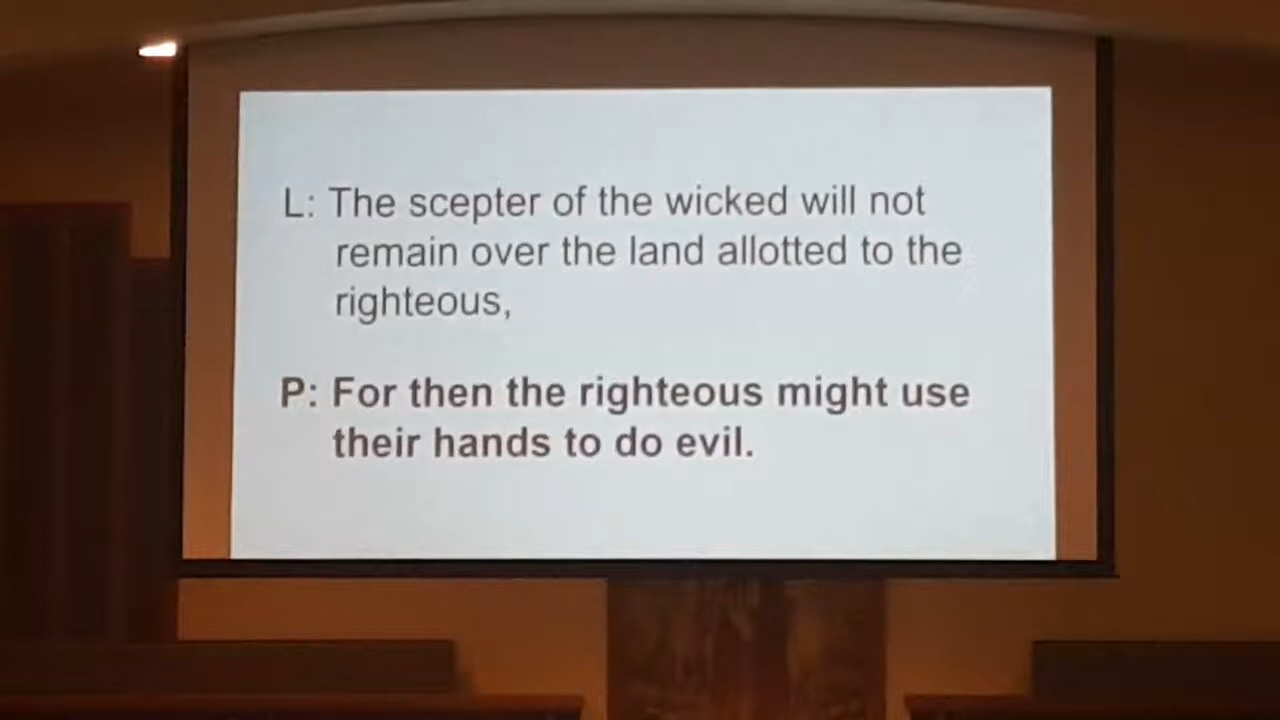 L: The scepter of the wicked will not
remain over the land allotted to the
righteous,
P: For then the righteous might use
their hands to do evil.